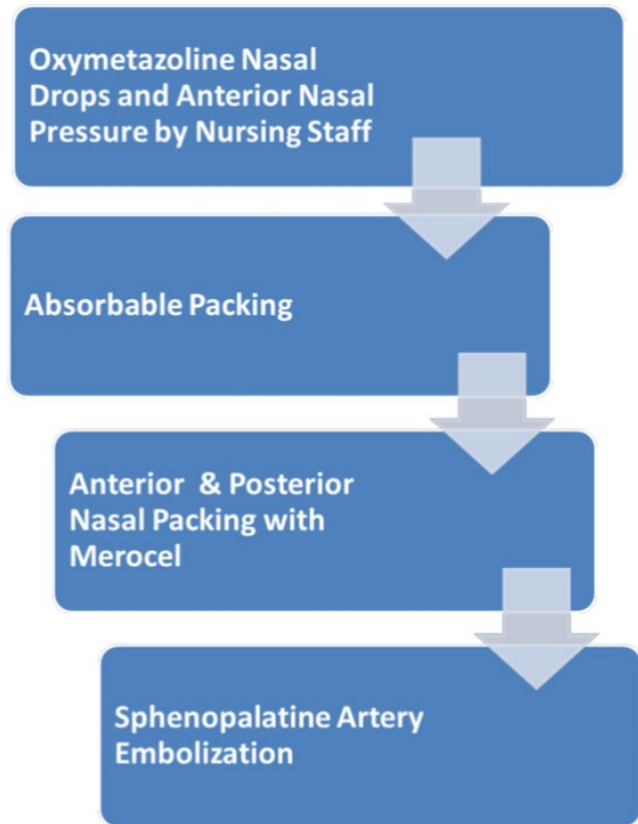 Oxymetazoline Nasal
Drops and Anterior Nasal
Pressure by Nursing Staff
Absorbable Packing
Anterior & Posterior
Nasal Packing with
Merocel
Sphenopalatine Artery
Embolization